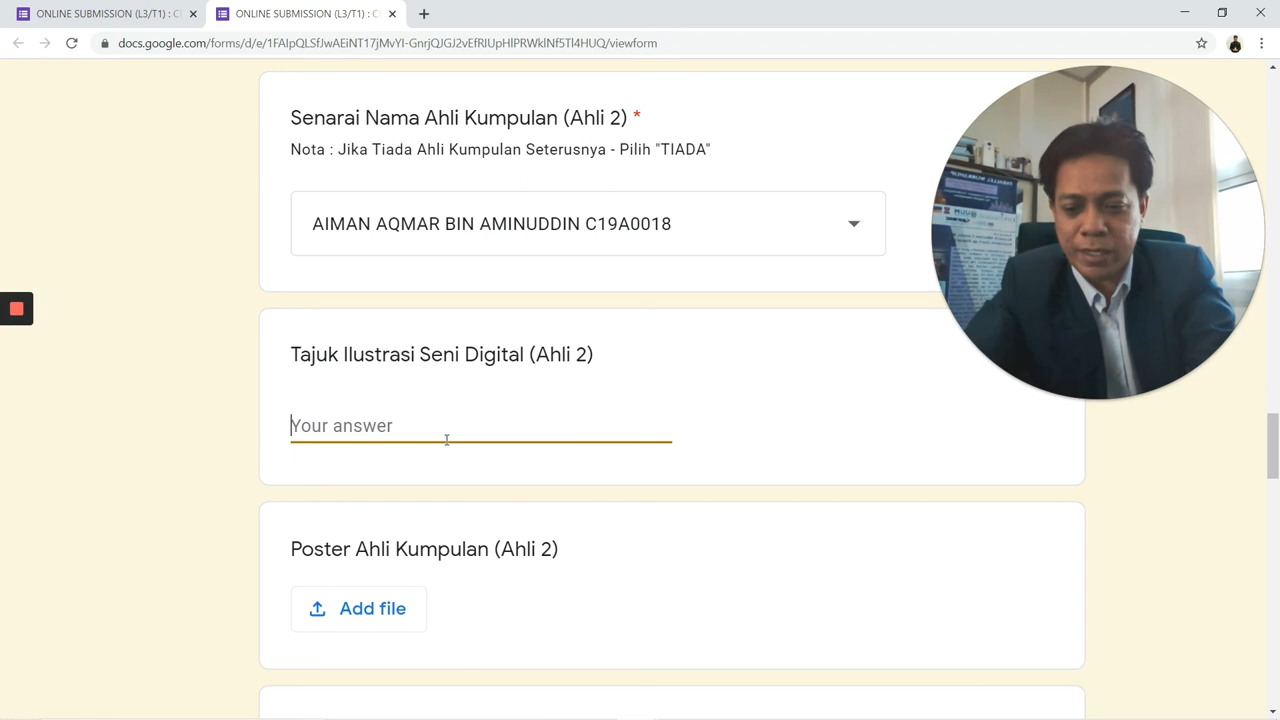 ONLINE SUBMISSION (L3/T1) : C
ONLINE SUBMISSION (L3/T1) : C
docs.google.com/forms/d/e/1FAIpQLSfJwAEiNT17jMvYI-GnrjQJGJ2vEfRIUpHlPRWklNf5Tl4HUQ/viewform
Senarai Nama Ahli Kumpulan (Ahli 2) *
Nota : Jika Tiada Ahli Kumpulan Seterusnya - Pilih "TIADA"
AIMAN AQMAR BIN AMINUDDIN C19A0018
Tajuk Ilustrasi Seni Digital (Ahli 2)
Your answer
Poster Ahli Kumpulan (Ahli 2)
Add file